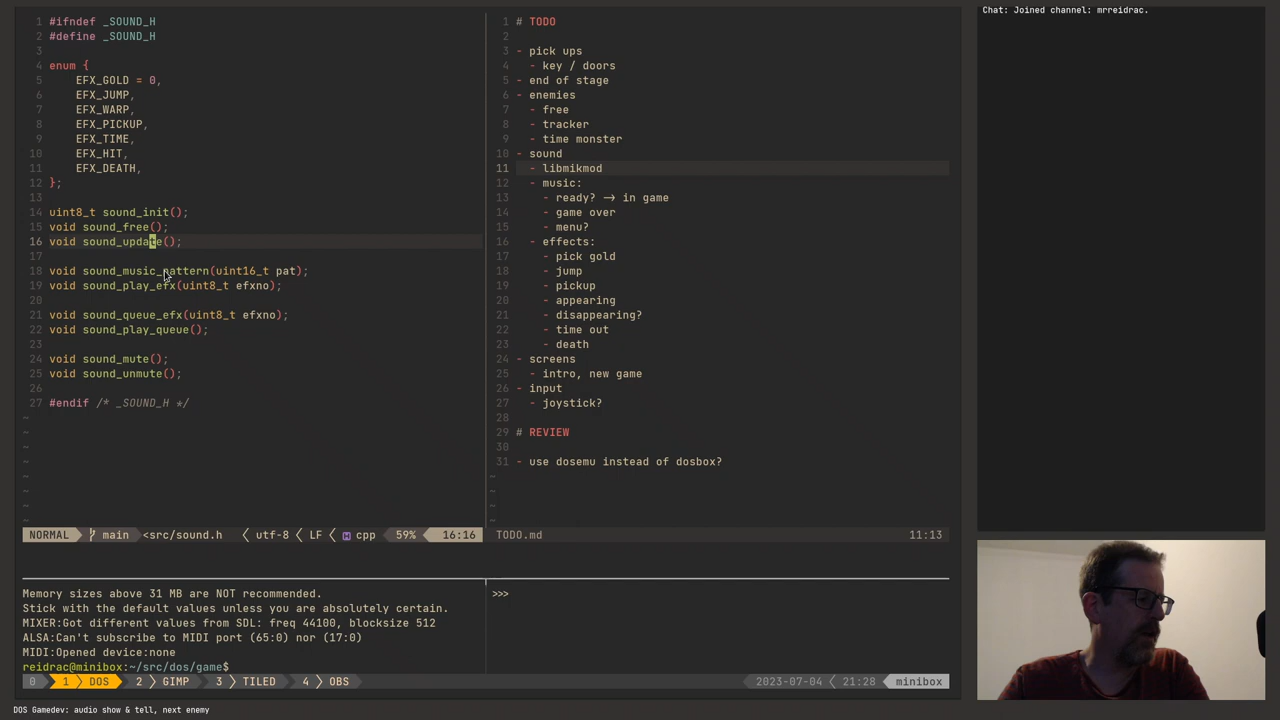 1 #ifndef _SOUND_H
2 #define _SOUND_H
3
4 enum {
5     EFX_GOLD = 0,
6     EFX_JUMP,
7     EFX_WARP,
8     EFX_PICKUP,
9     EFX_TIME,
10     EFX_HIT,
11     EFX_DEATH,
12 };
13
14 uint8_t sound_init();
15 void sound_free();
16 void sound_update();
17
18 void sound_music_pattern(uint16_t pat);
19 void sound_play_efx(uint8_t efxno);
20
21 void sound_queue_efx(uint8_t efxno);
22 void sound_play_queue();
23
24 void sound_mute();
25 void sound_unmute();
26
27 #endif /* _SOUND_H */
~
~
~
~
~
~
~
~
NORMAL main <src/sound.h utf-8 < LF < cpp 59% 16:16
1 # TODO
2
3 - pick ups
4   - key / doors
5 - end of stage
6 - enemies
7   - free
8   - tracker
9   - time monster
10 - sound
11   - libmikmod
12   - music:
13     - ready? -> in game
14     - game over
15     - menu?
16   - effects:
17     - pick gold
18     - jump
19     - pickup
20     - appearing
21     - disappearing?
22     - time out
23     - death
24 - screens
25   - intro, new game
26 - input
27   - joystick?
28
29 # REVIEW
30
31 - use dosemu instead of dosbox?
~
~
~
~
TODO.md 11:13
Memory sizes above 31 MB are NOT recommended.
Stick with the default values unless you are absolutely certain.
MIXER:Got different values from SDL: freq 44100, blocksize 512
ALSA:Can't subscribe to MIDI port (65:0) nor (17:0)
MIDI:Opened device:none
reidrac@minibox:~/src/dos/game$
>>>
0 1 > DOS 2 > GIMP 3 > TILED 4 > OBS 2023-07-04 < 21:28 minibox
DOS Gamedev: audio show & tell, next enemy
Chat: Joined channel: mrreidrac.